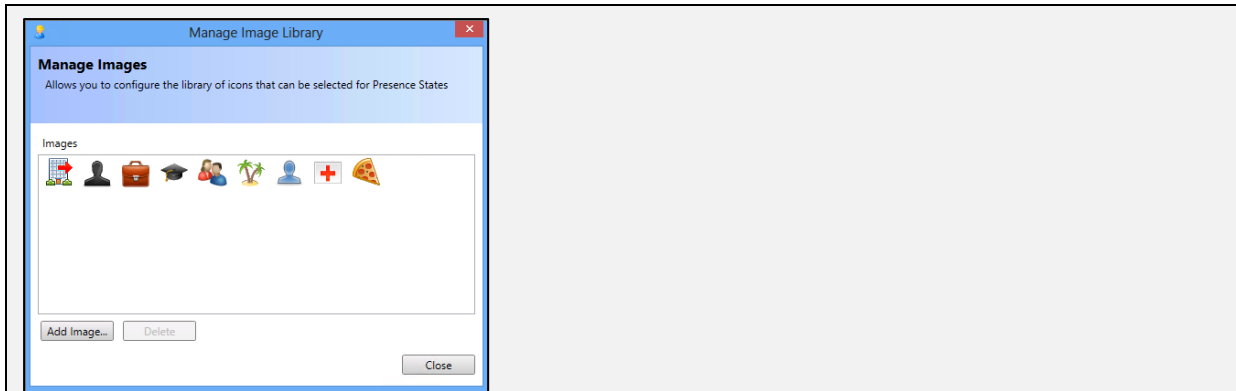 Manage Image Library
Manage Images
Allows you to configure the library of icons that can be selected for Presence States
Images
Add Image...
Delete
Close